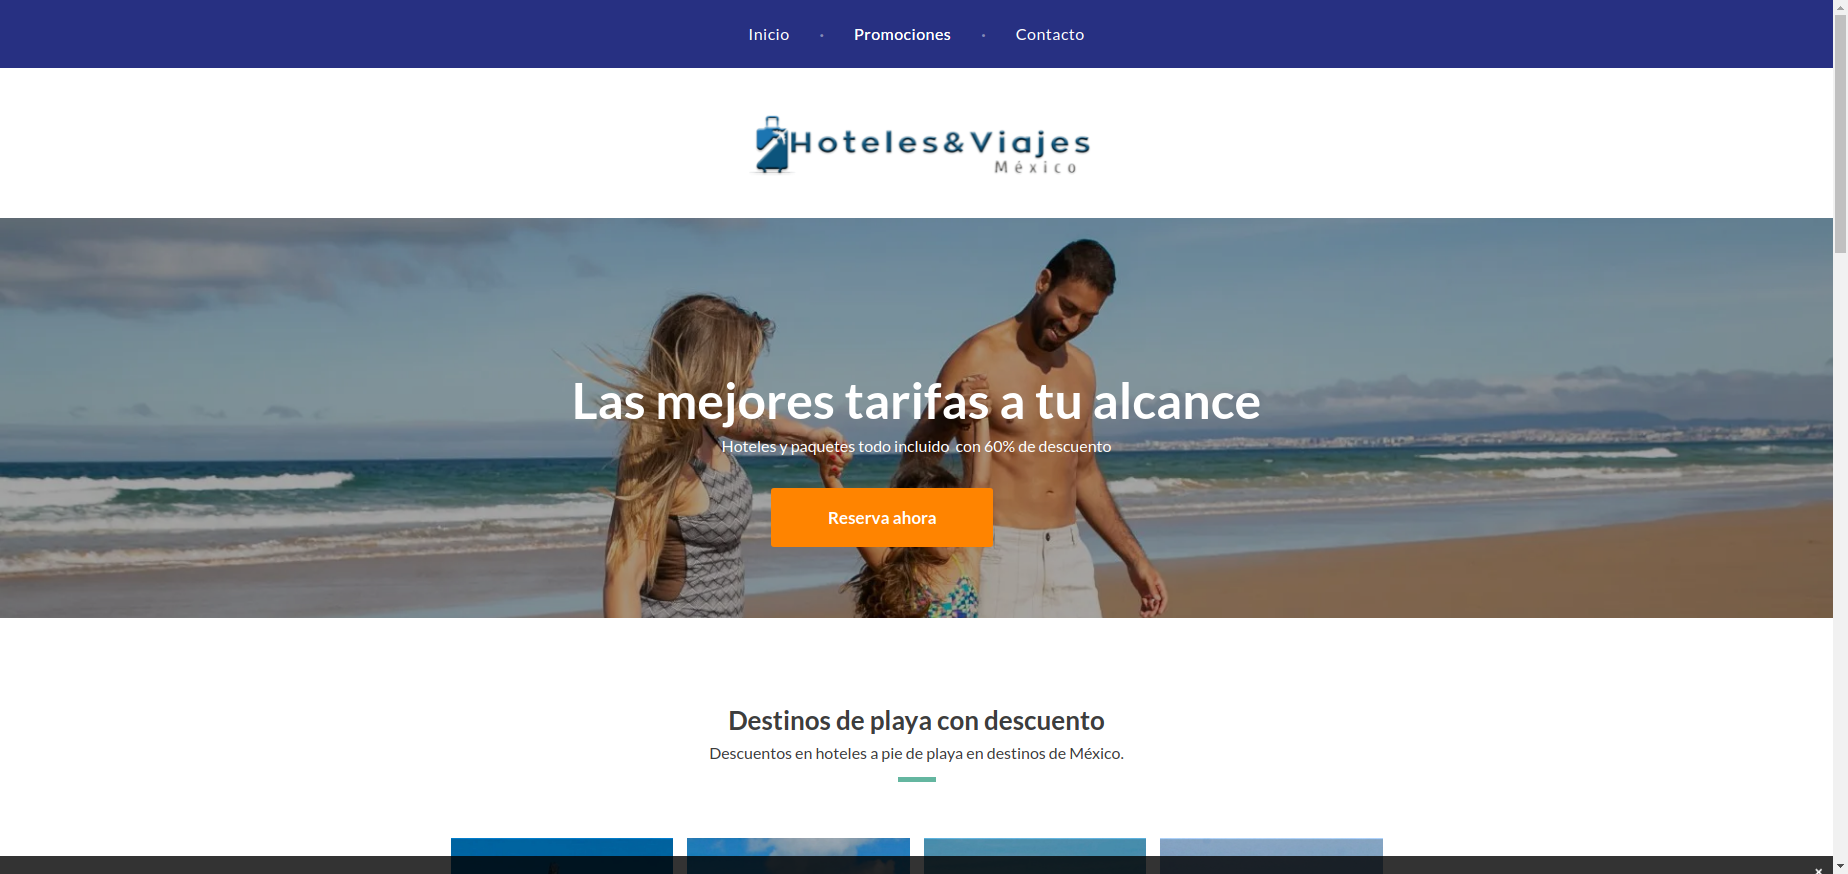 Inicio • Promociones • Contacto
Hoteles&Viajes
México
Las mejores tarifas a tu alcance
Hoteles y paquetes todo incluido con 60% de descuento
Reserva ahora
Destinos de playa con descuento
Descuentos en hoteles a pie de playa en destinos de México.
×